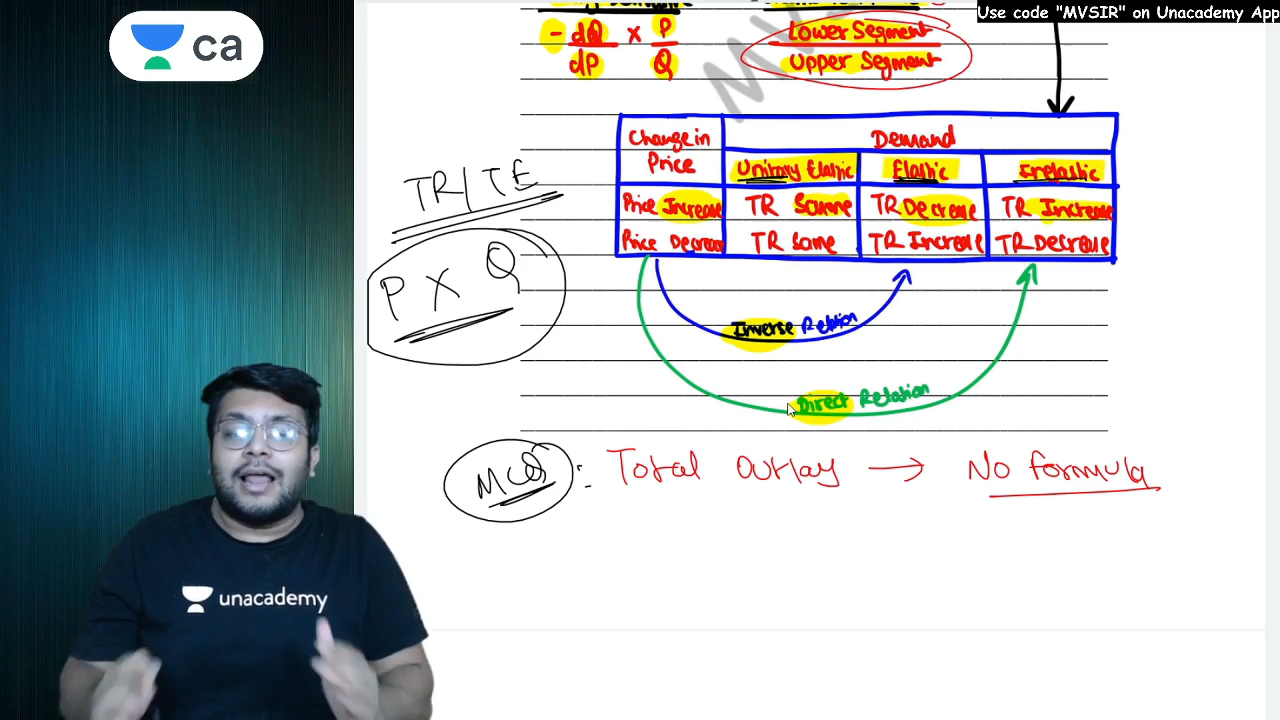 Use code "MVSIR" on Unacademy App
ca
- dQ × P
dP Q
Lower Segment
Upper Segment
MV
Change in Price
Demand
Unitary Elastic
Elastic
Inelastic
Price Increase
TR Same
TR Decrease
TR Increase
Price Decrease
TR Same
TR Increase
TR Decrease
TR/TE
P X Q
Inverse Relation
Direct Relation
MCQ : Total Outlay → No formula
unacademy